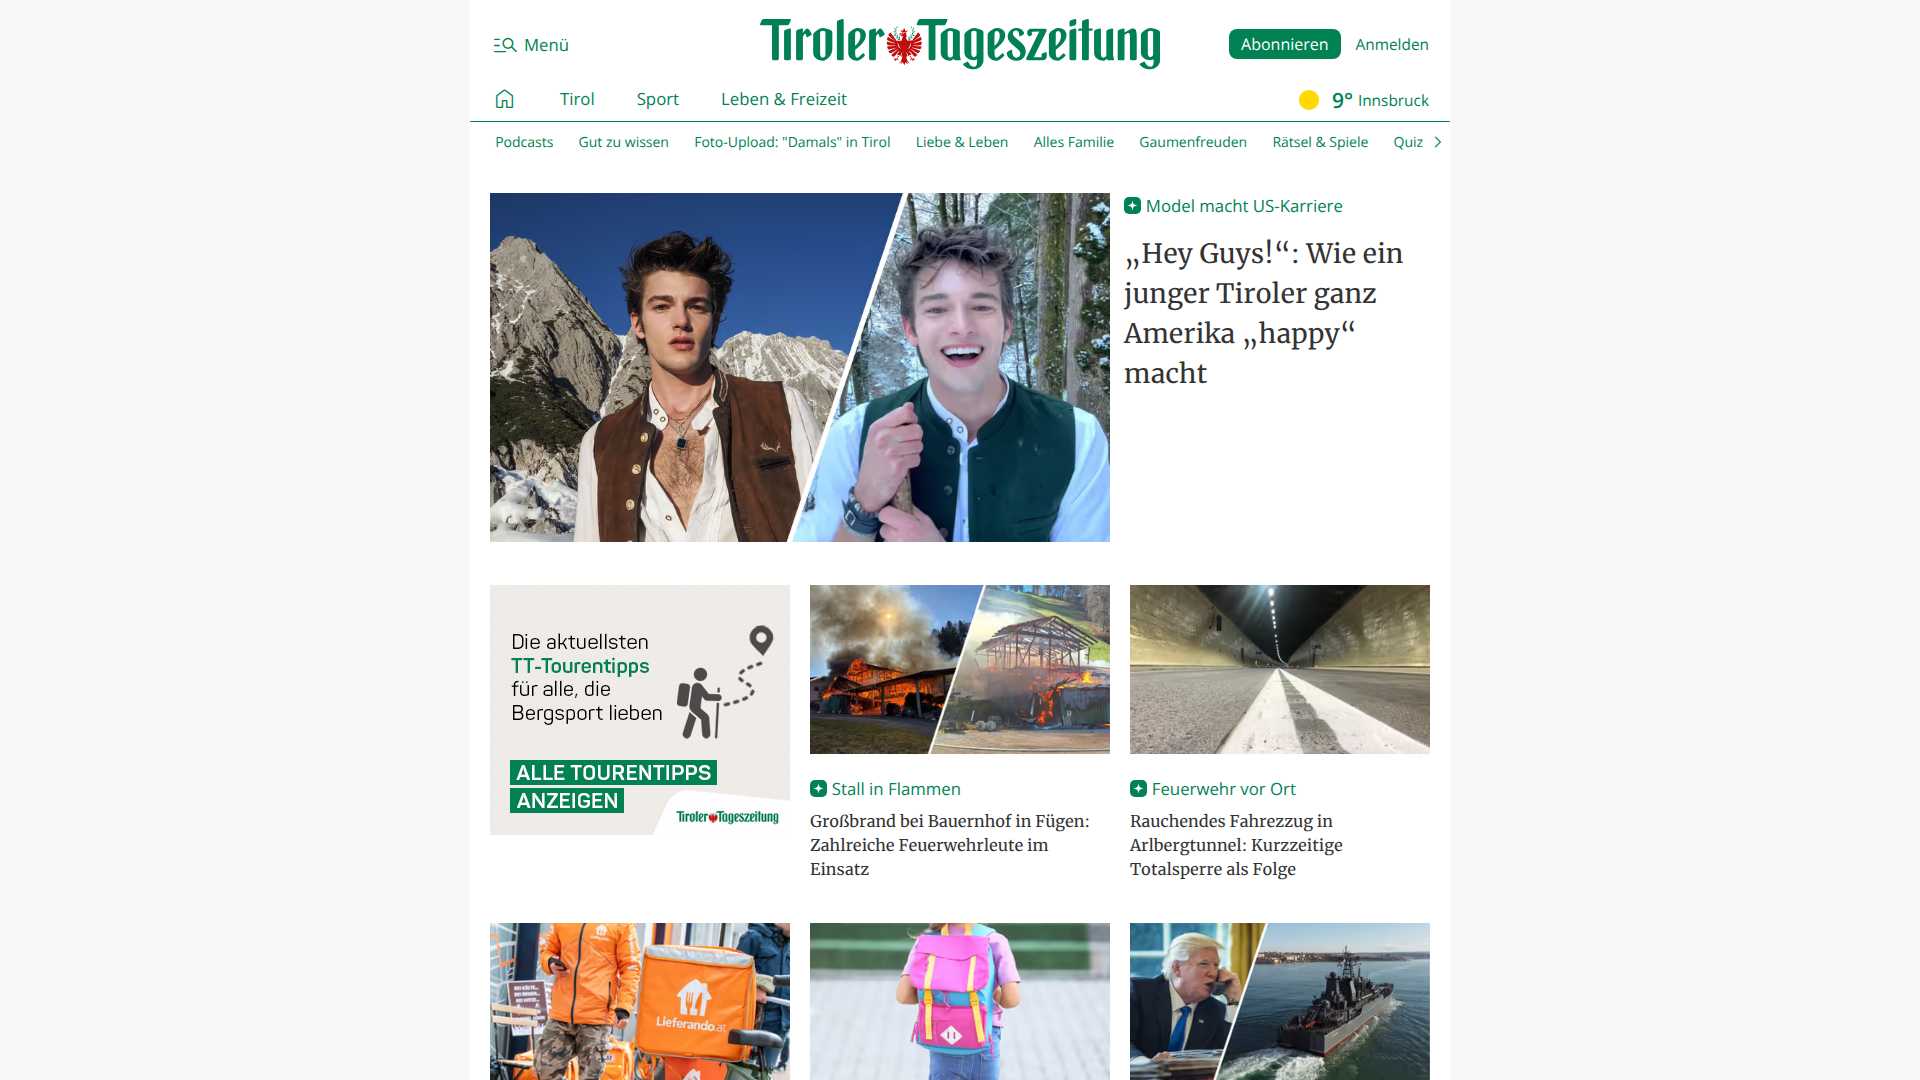 Menü
Tiroler Tageszeitung
Abonnieren
Anmelden
Tirol
Sport
Leben & Freizeit
9° Innsbruck
Podcasts
Gut zu wissen
Foto-Upload: "Damals" in Tirol
Liebe & Leben
Alles Familie
Gaumenfreuden
Rätsel & Spiele
Quiz
Model macht US-Karriere
„Hey Guys!“: Wie ein
junger Tiroler ganz
Amerika „happy“
macht
Die aktuellsten
TT-Tourentipps
für alle, die
Bergsport lieben
ALLE TOURENTIPPS
ANZEIGEN
Tiroler Tageszeitung
Stall in Flammen
Großbrand bei Bauernhof in Fügen:
Zahlreiche Feuerwehrleute im
Einsatz
Feuerwehr vor Ort
Rauchendes Fahrezzug in
Arlbergtunnel: Kurzzeitige
Totalsperre als Folge
Lieferando.at